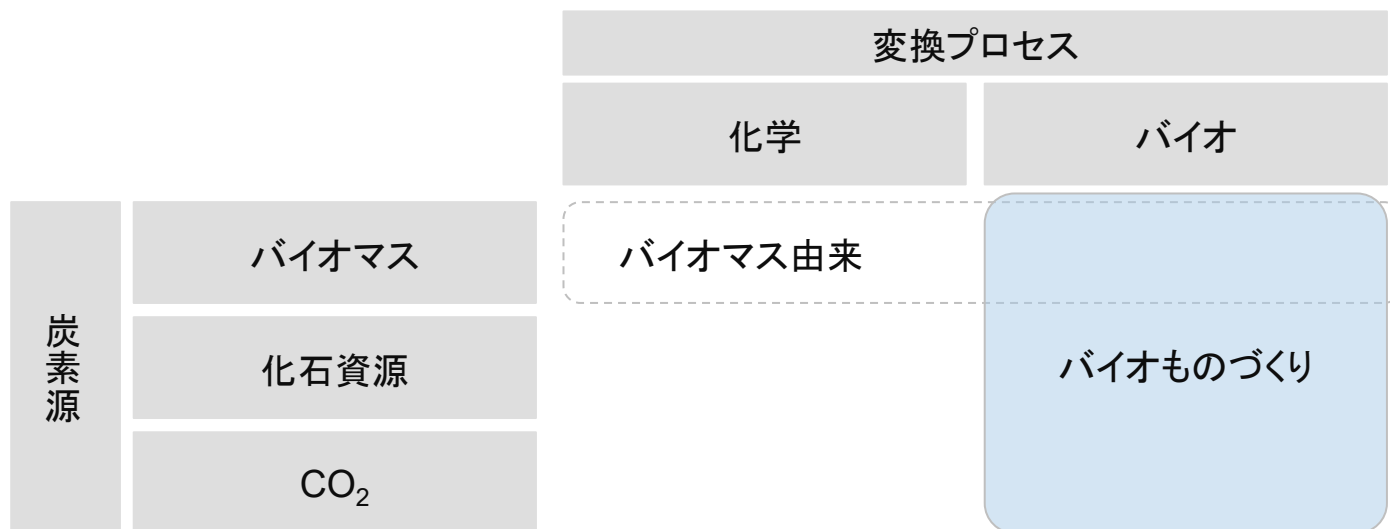 変換プロセス
化学
バイオ
炭素源
バイオマス
バイオマス由来
化石資源
バイオものづくり
CO₂